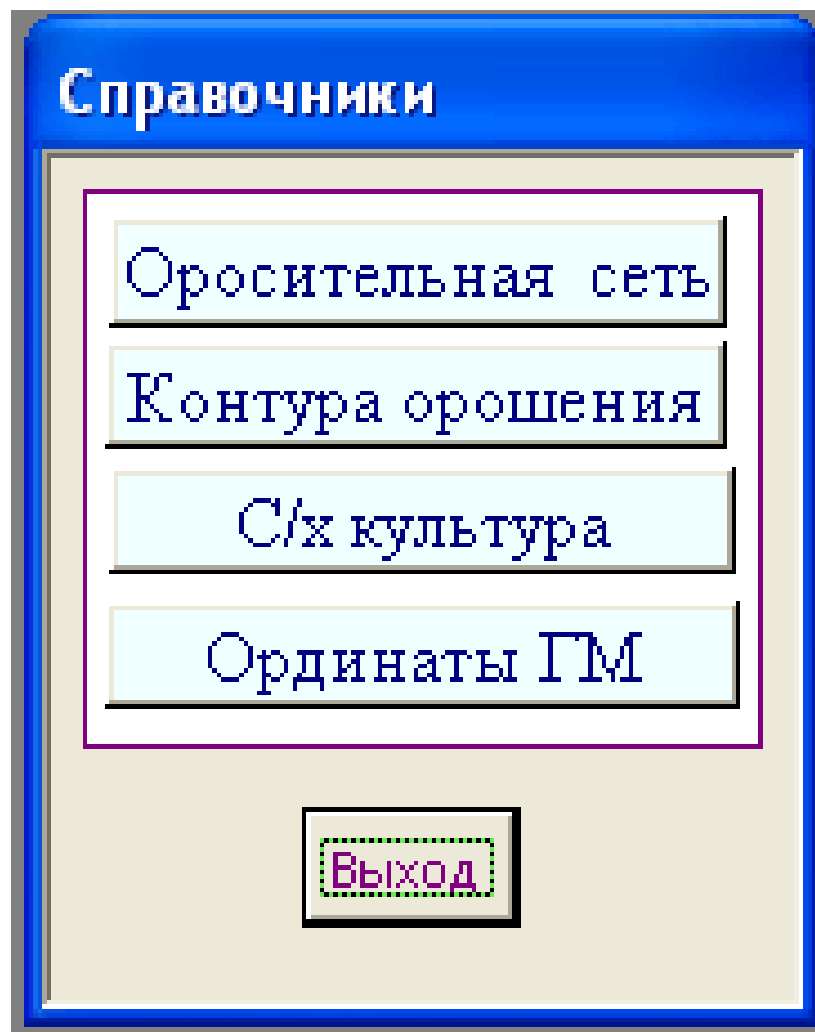 Справочники
Оросительная сеть
Контура орошения
С/х культура
Ординаты ГМ
Выход